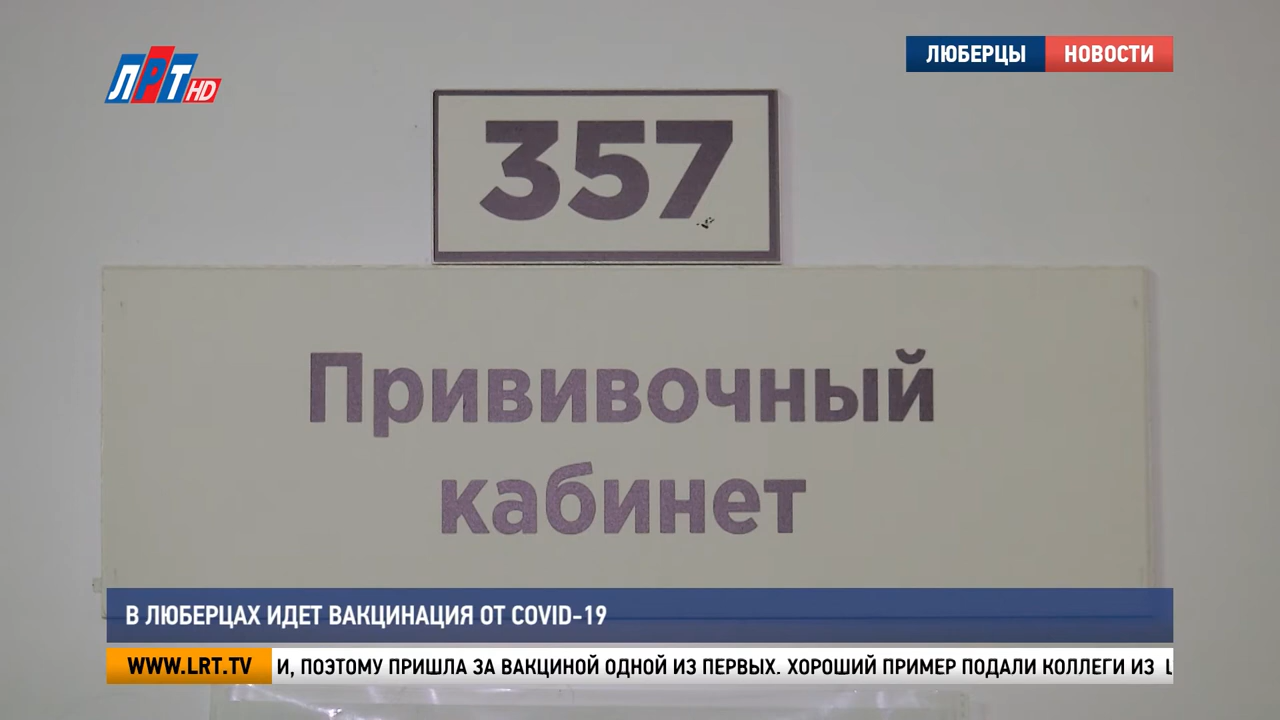 ЛРТ HD
ЛЮБЕРЦЫ НОВОСТИ
357
Прививочный
кабинет
В ЛЮБЕРЦАХ ИДЕТ ВАКЦИНАЦИЯ ОТ COVID-19
WWW.LRT.TV И, ПОЭТОМУ ПРИШЛА ЗА ВАКЦИНОЙ ОДНОЙ ИЗ ПЕРВЫХ. ХОРОШИЙ ПРИМЕР ПОДАЛИ КОЛЛЕГИ ИЗ